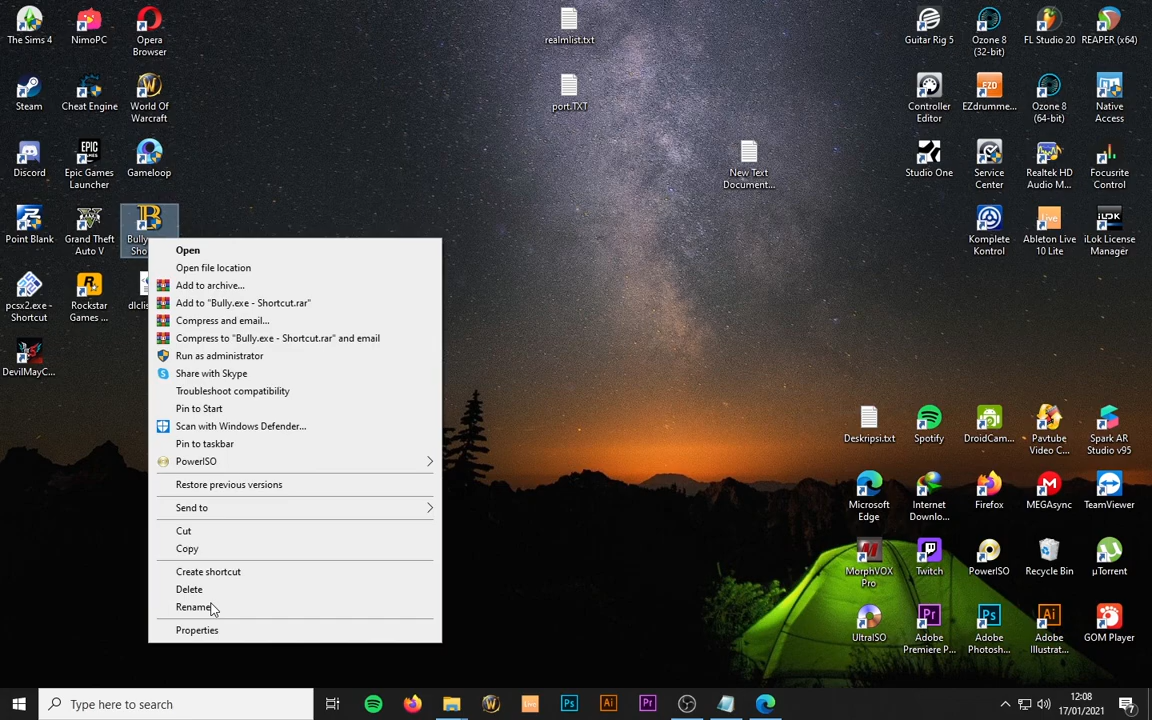 The Sims 4
NimoPC
Opera
Browser
realmlist.txt
Guitar Rig 5
Ozone 8
(32-bit)
FL Studio 20
REAPER (x64)
Steam
Cheat Engine
World Of
Warcraft
port.TXT
Controller
Editor
EZdrumme...
Ozone 8
(64-bit)
Native
Access
Discord
Epic Games
Launcher
Gameloop
New Text
Document...
Studio One
Service
Center
Realtek HD
Audio M...
Focusrite
Control
Point Blank
Grand Theft
Auto V
Komplete
Kontrol
Ableton Live
10 Lite
iLok License
Manager
pcsx2.exe -
Shortcut
Rockstar
Games ...
DevilMayC...
Open
Open file location
Add to archive...
Add to "Bully.exe - Shortcut.rar"
Compress and email...
Compress to "Bully.exe - Shortcut.rar" and email
Run as administrator
Share with Skype
Troubleshoot compatibility
Pin to Start
Scan with Windows Defender...
Pin to taskbar
PowerISO
Restore previous versions
Send to
Cut
Copy
Create shortcut
Delete
Rename
Properties
Deskripsi.txt
Spotify
DroidCam...
Pavtube
Video C...
Spark AR
Studio v95
Microsoft
Edge
Internet
Downlo...
Firefox
MEGAsync
TeamViewer
MorphVOX
Pro
Twitch
PowerISO
Recycle Bin
µTorrent
UltraISO
Adobe
Premiere P...
Adobe
Photosh...
Adobe
Illustrat...
GOM Player
Type here to search
12:08
17/01/2021